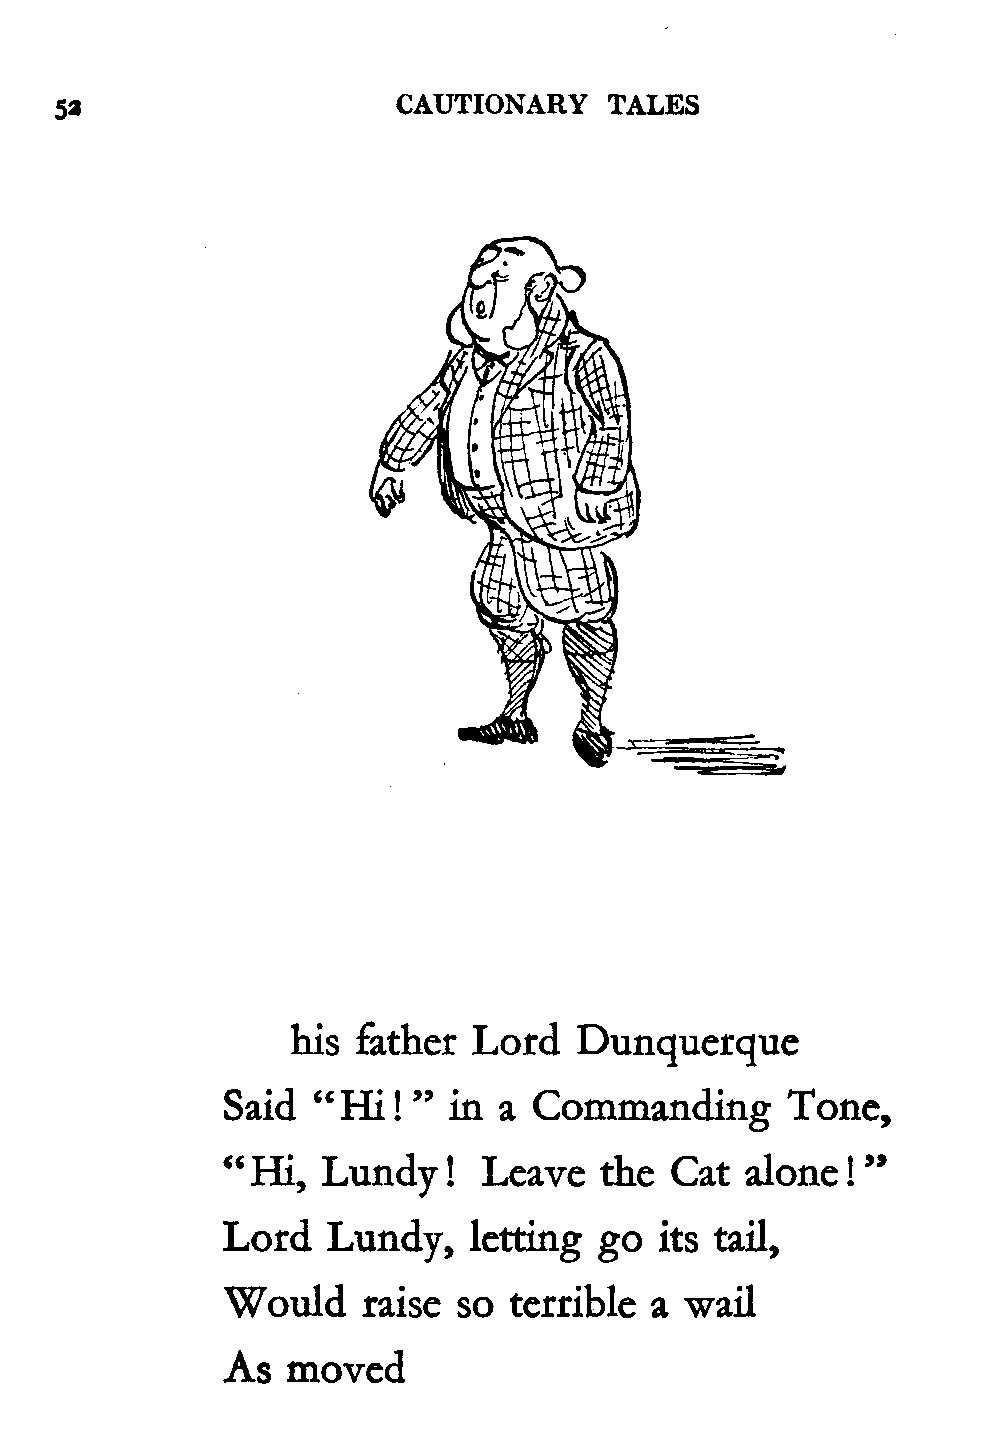 52 CAUTIONARY TALES
his father Lord Dunquerque
Said “Hi!” in a Commanding Tone,
“Hi, Lundy! Leave the Cat alone!”
Lord Lundy, letting go its tail,
Would raise so terrible a wail
As moved